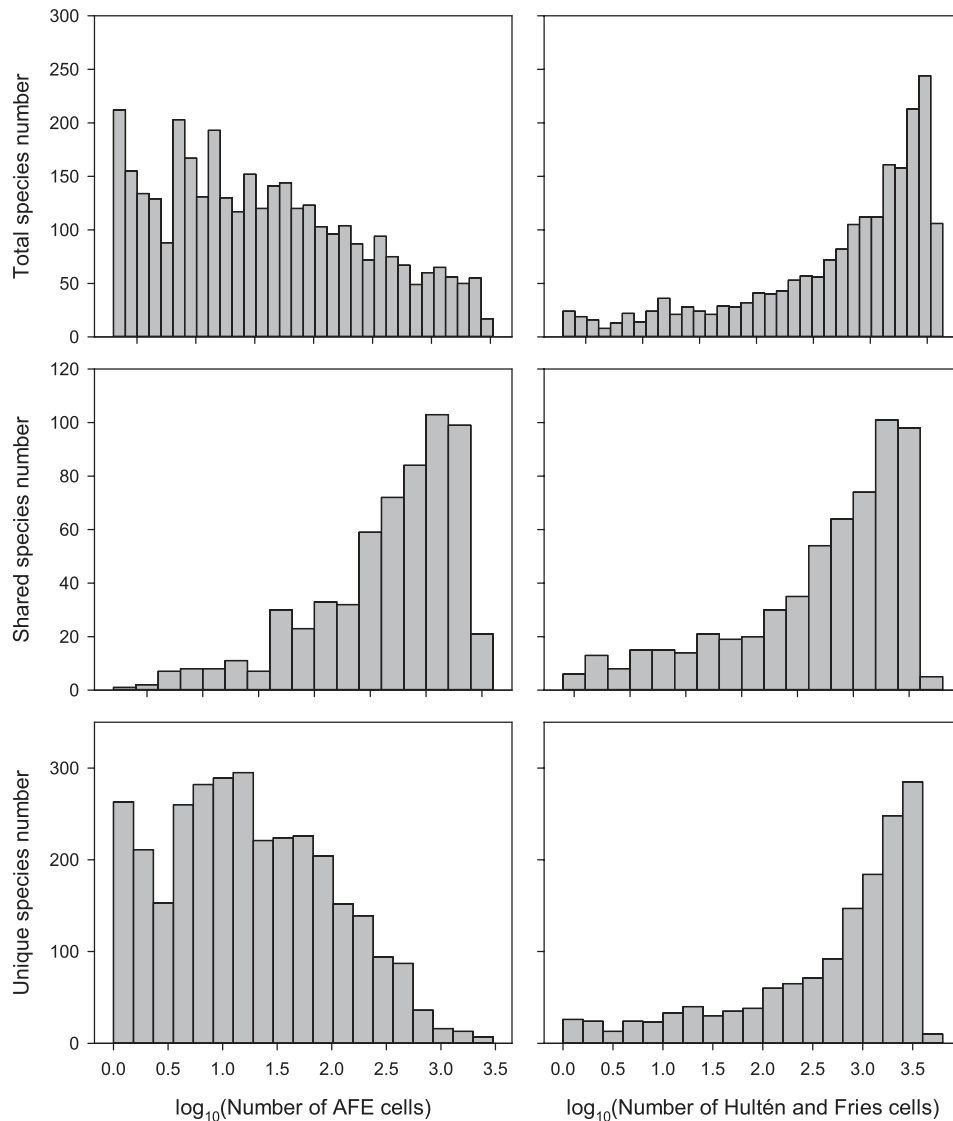 Total species number
300
250
200
150
100
50
0
Shared species number
120
100
80
60
40
20
0
Unique species number
300
200
100
0
0.0 0.5 1.0 1.5 2.0 2.5 3.0 3.5
0.0 0.5 1.0 1.5 2.0 2.5 3.0 3.5
log₁₀(Number of AFE cells)
log₁₀(Number of Hultén and Fries cells)